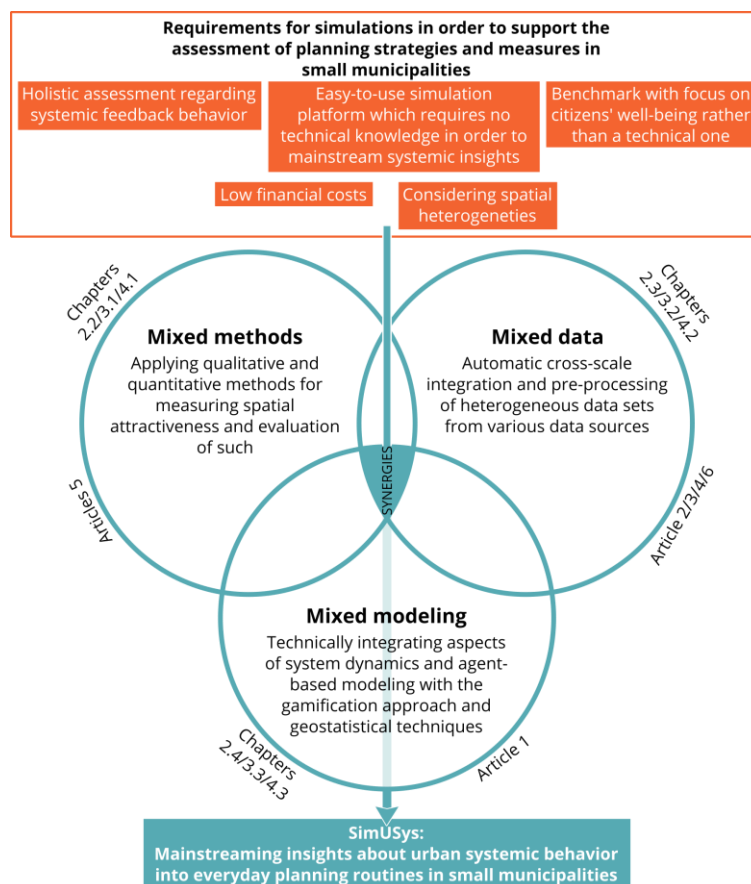 Requirements for simulations in order to support the
assessment of planning strategies and measures in
small municipalities
Holistic assessment regarding
systemic feedback behavior
Easy-to-use simulation
platform which requires no
technical knowledge in order to
mainstream systemic insights
Benchmark with focus on
citizens' well-being rather
than a technical one
Low financial costs
Considering spatial
heterogeneties
Chapters
2.2/3.1/4.1
Mixed methods
Applying qualitative and
quantitative methods for
measuring spatial
attractiveness and evaluation
of such
Articles 5
Chapters
2.3/3.2/4.2
Mixed data
Automatic cross-scale
integration and pre-processing
of heterogeneous data sets
from various data sources
Article 2/3/4/6
SYNERGIES
Mixed modeling
Technically integrating aspects
of system dynamics and agent-
based modeling with the
gamification approach and
geostatistical techniques
Chapters
2.4/3.3/4.3
Article 1
SimUSys:
Mainstreaming insights about urban systemic behavior
into everyday planning routines in small municipalities